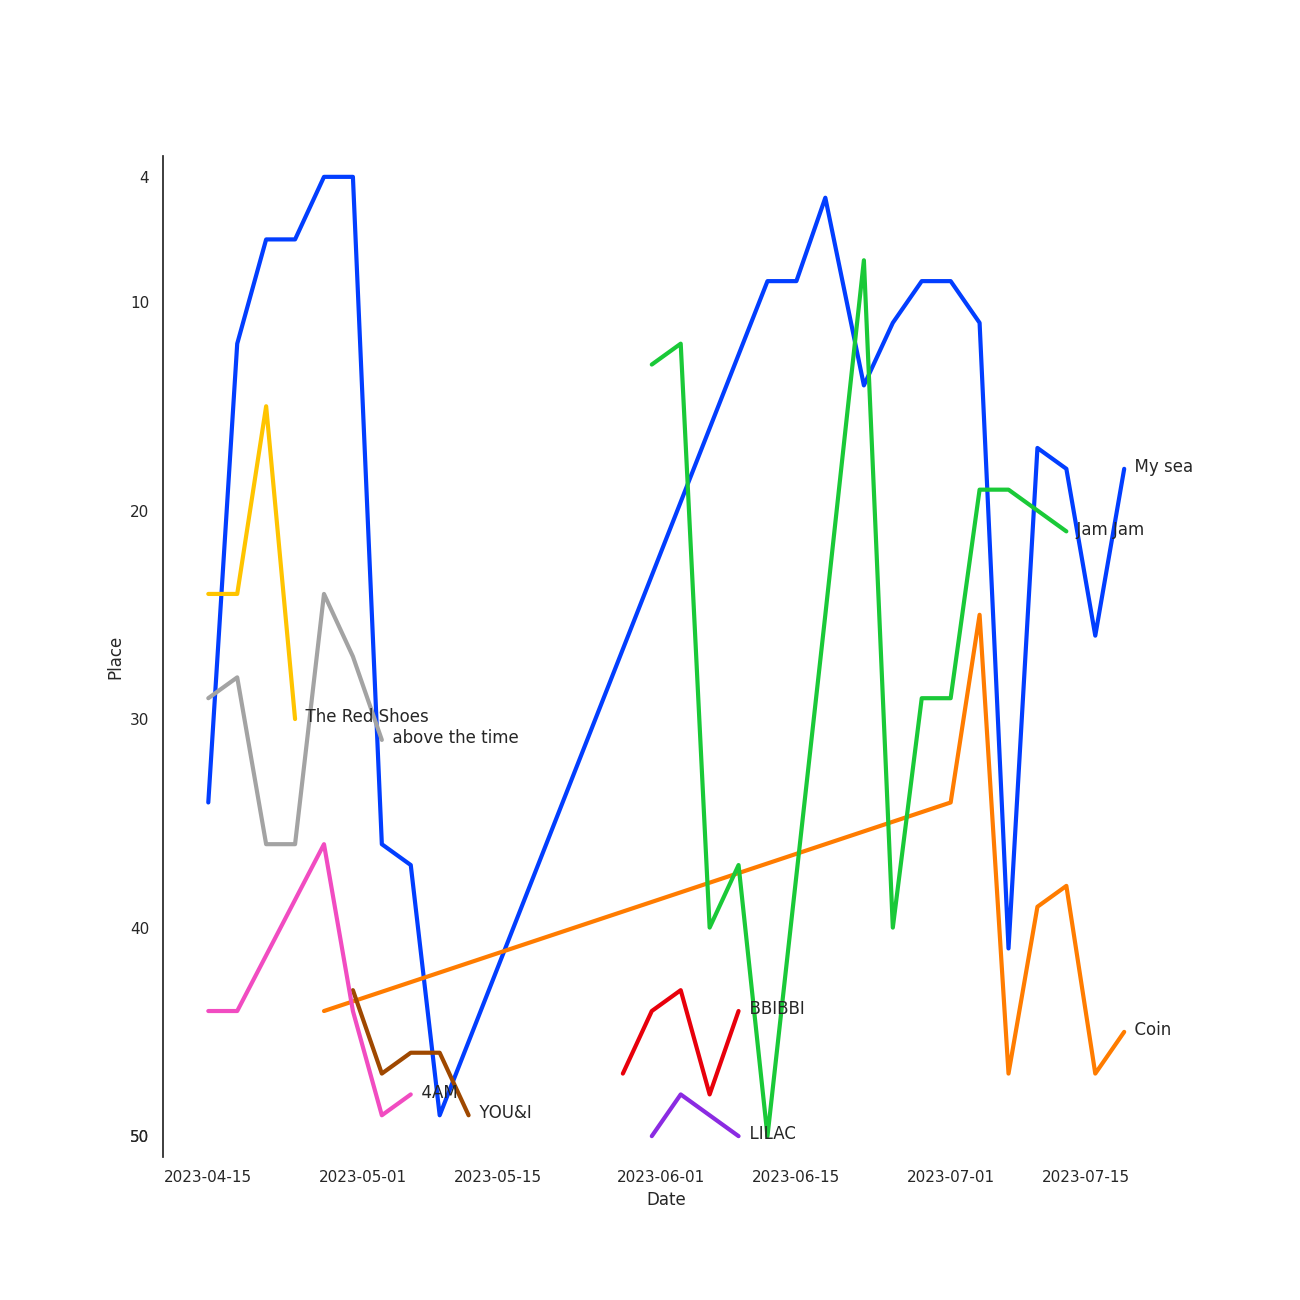 4
10
My sea
20
Jam Jam
Place
30
The Red Shoes
above the time
40
BBIBBI
Coin
4AM
YOU&I
50
LILAC
2023-04-15
2023-05-01
2023-05-15
2023-06-01
2023-06-15
2023-07-01
2023-07-15
Date